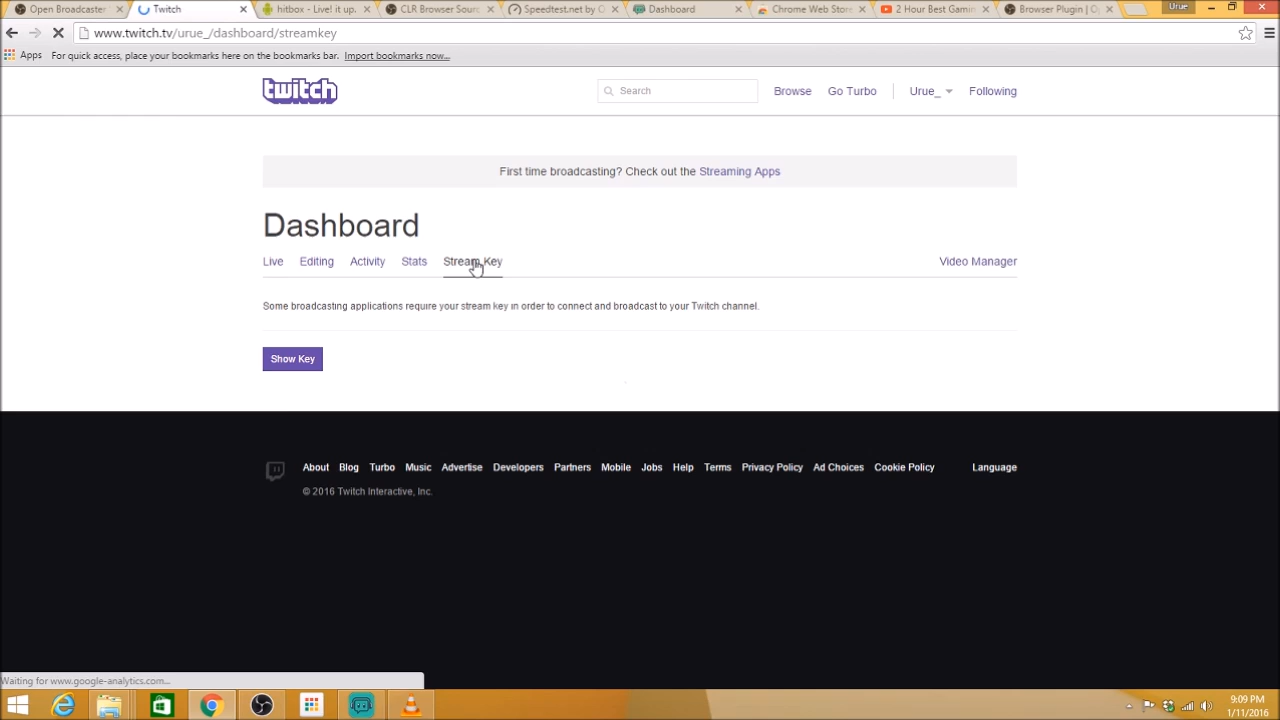 Open Broadcaster
Twitch
hitbox - Live! it up.
CLR Browser Sour
Speedtest.net by O
Dashboard
Chrome Web Store
2 Hour Best Gamin
Browser Plugin | Op
Urue
www.twitch.tv/urue_/dashboard/streamkey
Apps
For quick access, place your bookmarks here on the bookmarks bar. Import bookmarks now...
twitch
Search
Browse
Go Turbo
Urue_
Following
First time broadcasting? Check out the Streaming Apps
Dashboard
Live
Editing
Activity
Stats
Stream Key
Video Manager
Some broadcasting applications require your stream key in order to connect and broadcast to your Twitch channel.
Show Key
About
Blog
Turbo
Music
Advertise
Developers
Partners
Mobile
Jobs
Help
Terms
Privacy Policy
Ad Choices
Cookie Policy
Language
© 2016 Twitch Interactive, Inc.
Waiting for www.google-analytics.com...
9:09 PM
1/11/2016